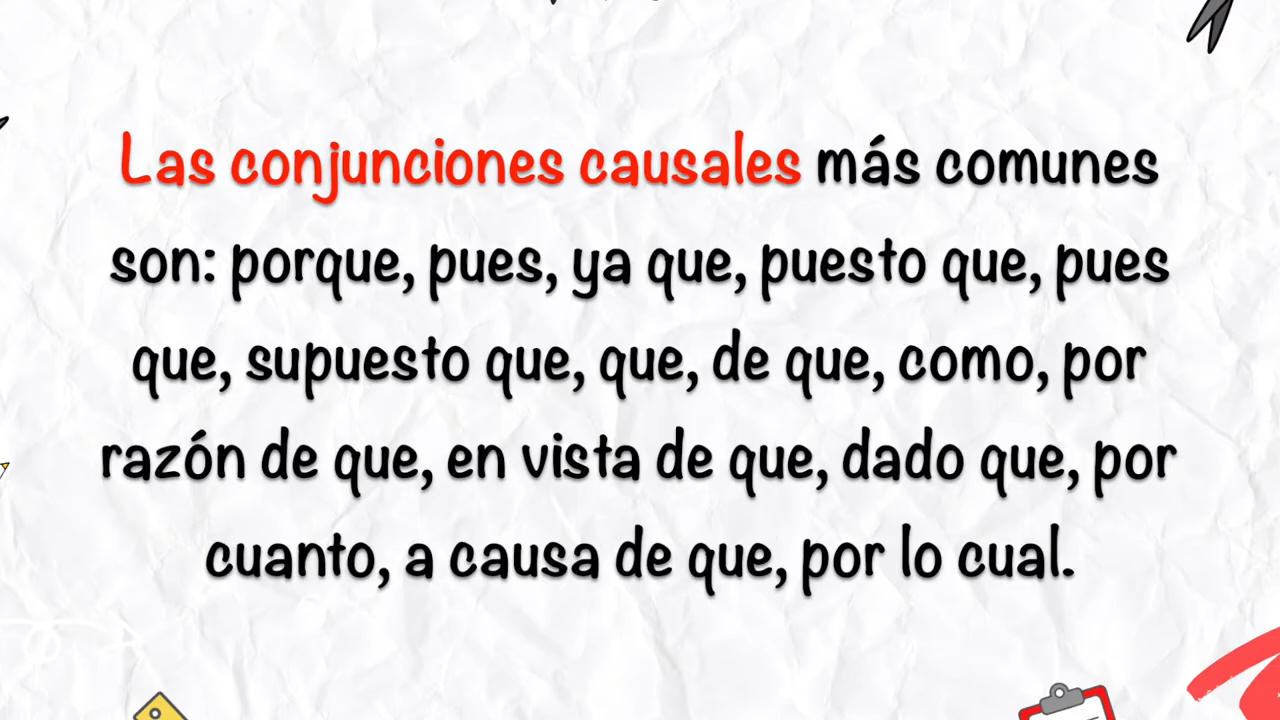 Las conjunciones causales más comunes
son: porque, pues, ya que, puesto que, pues
que, supuesto que, que, de que, como, por
razón de que, en vista de que, dado que, por
cuanto, a causa de que, por lo cual.